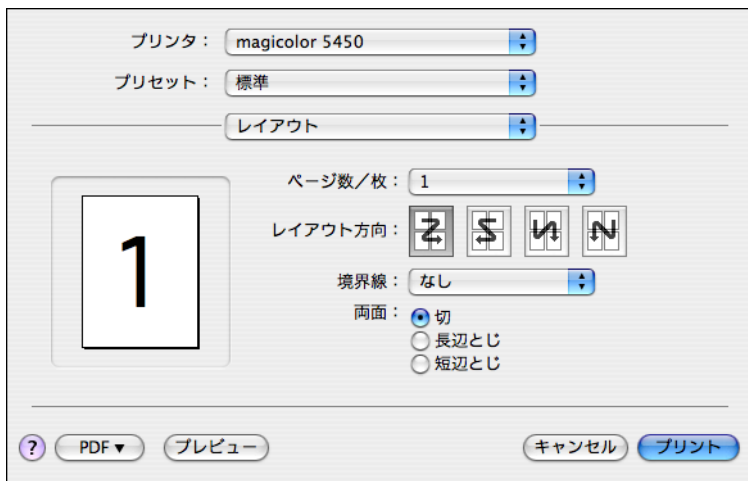 プリンタ： magicolor 5450
プリセット： 標準
レイアウト
ページ数／枚： 1
1
レイアウト方向：
境界線： なし
両面： 切
長辺とじ
短辺とじ
? PDF▼ プレビュー キャンセル プリント